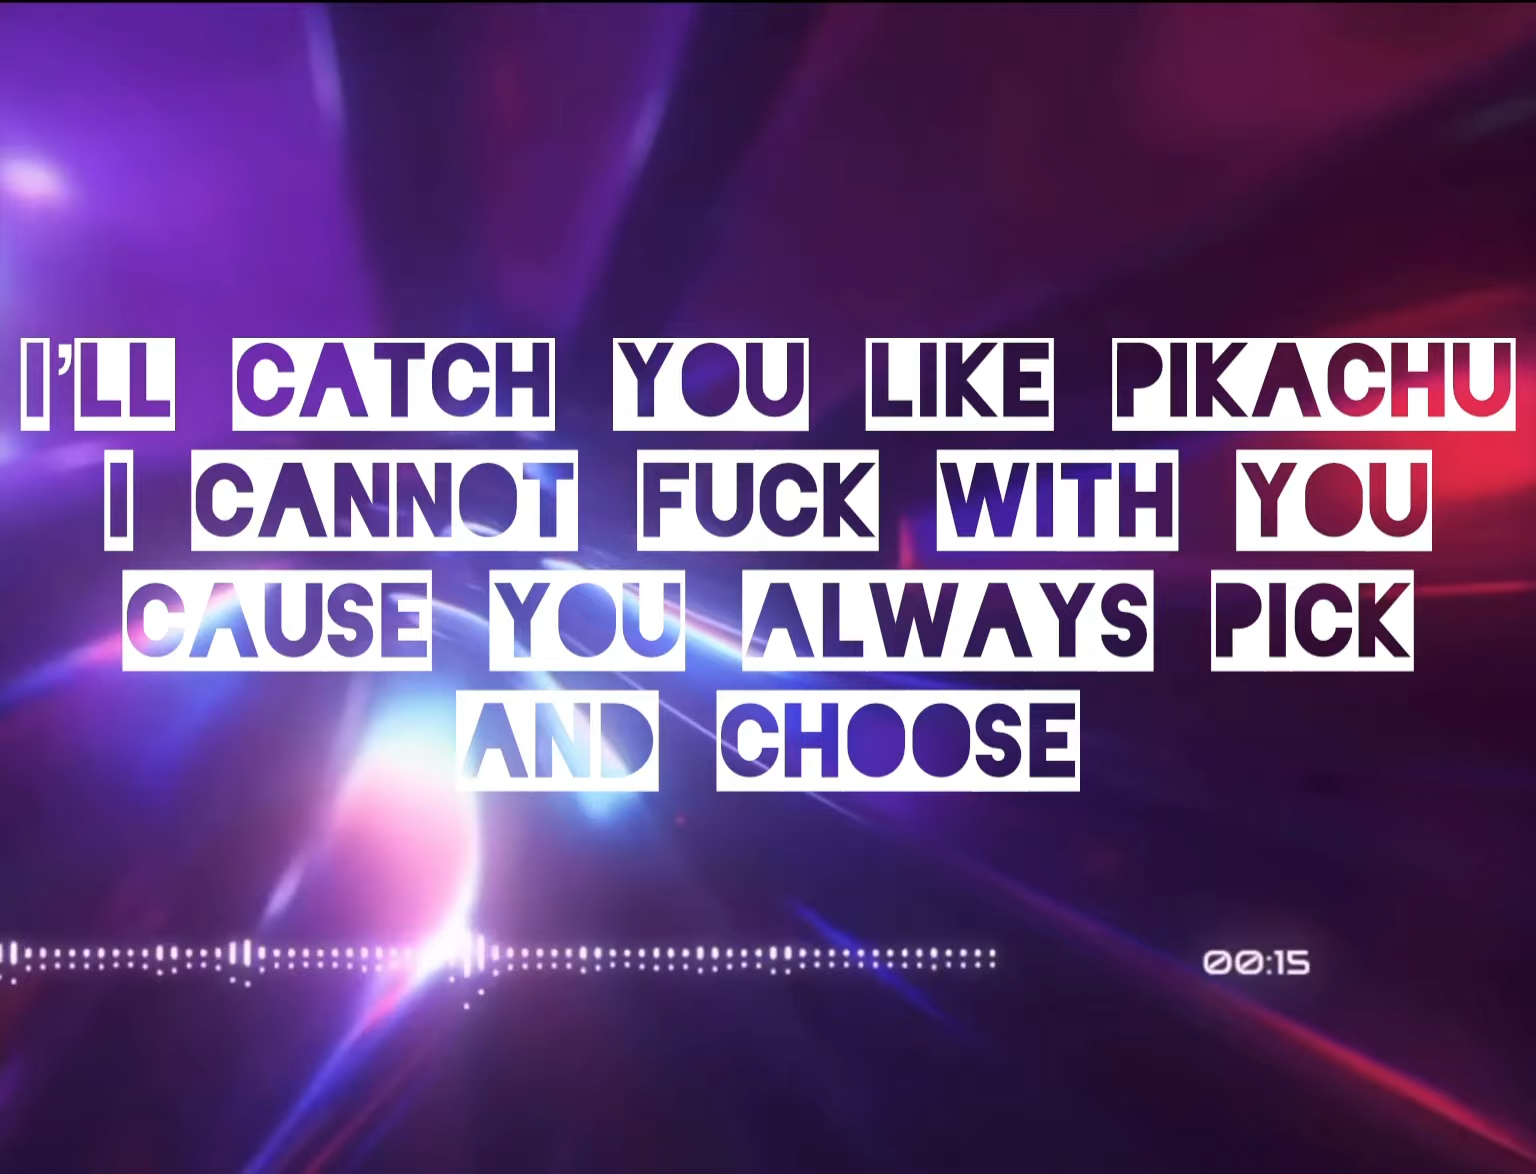 I'LL CATCH YOU LIKE PIKACHU
I CANNOT FUCK WITH YOU
CAUSE YOU ALWAYS PICK
AND CHOOSE
00:15